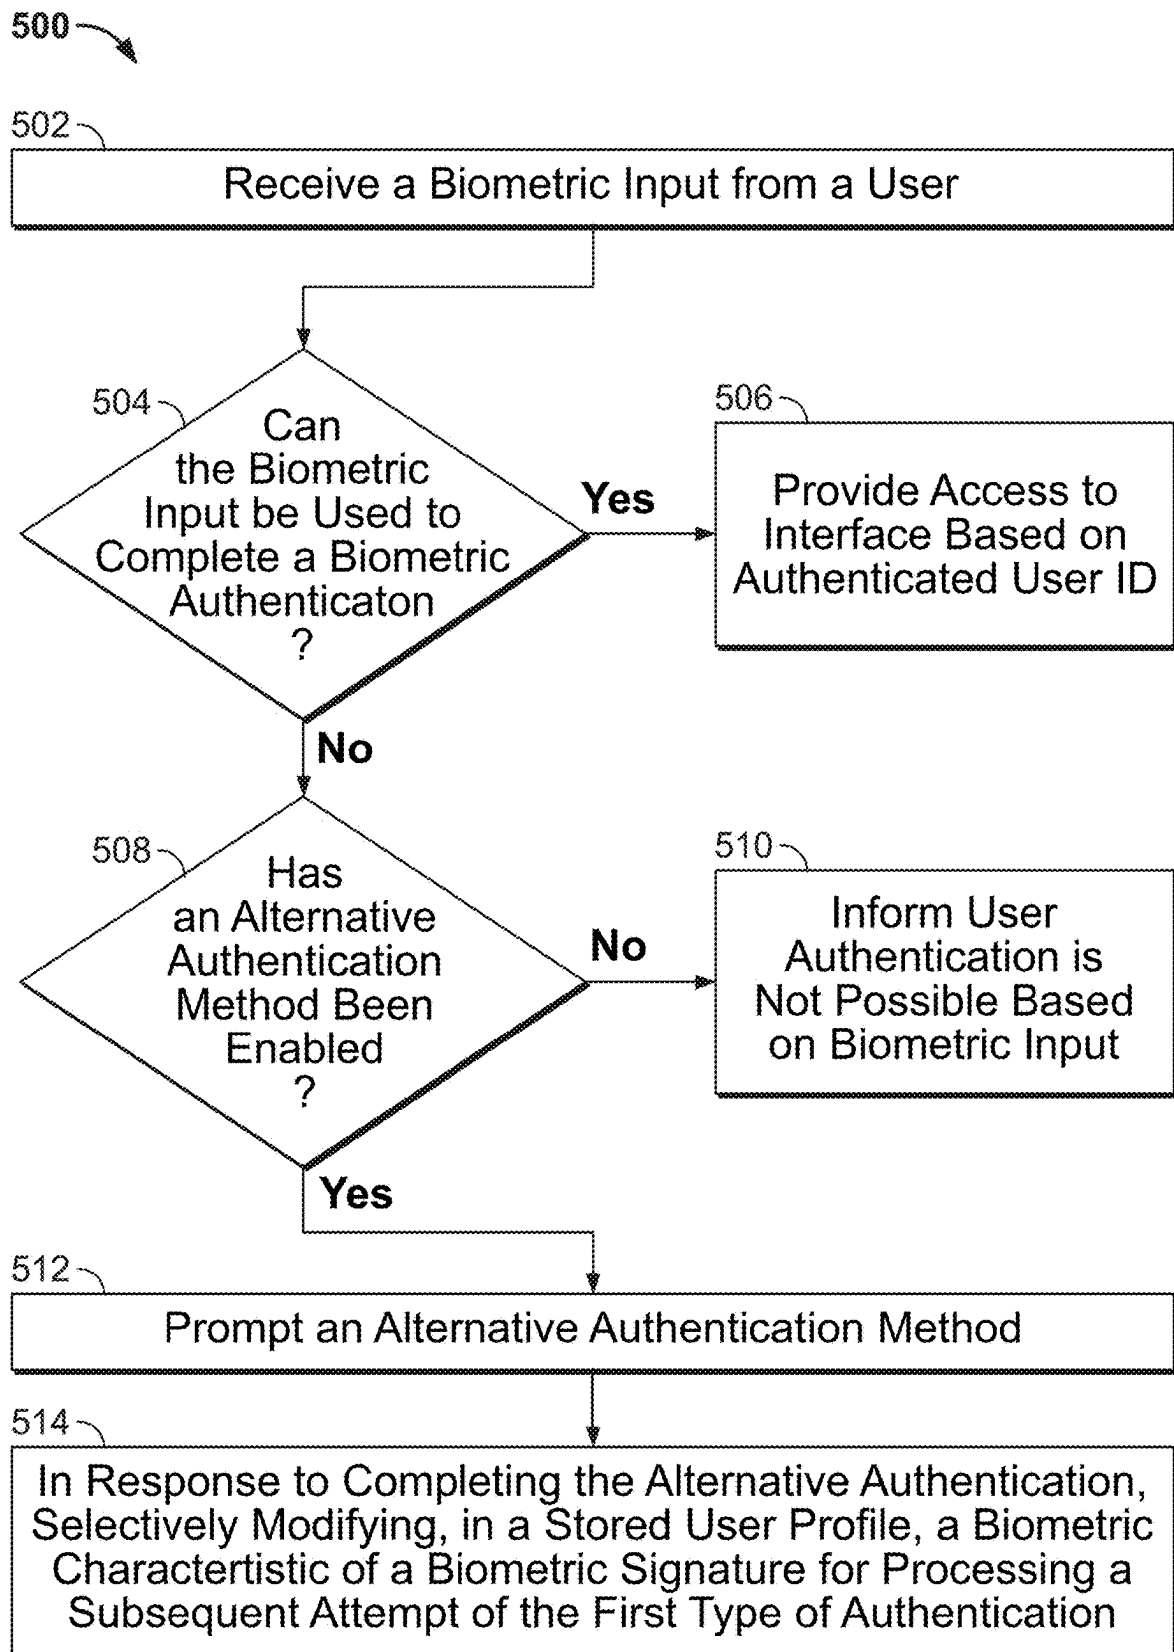 500
502
Receive a Biometric Input from a User
504
Can
the Biometric
Input be Used to
Complete a Biometric
Authenticaton
?
Yes
506
Provide Access to
Interface Based on
Authenticated User ID
No
508
Has
an Alternative
Authentication
Method Been
Enabled
?
No
510
Inform User
Authentication is
Not Possible Based
on Biometric Input
Yes
512
Prompt an Alternative Authentication Method
514
In Response to Completing the Alternative Authentication,
Selectively Modifying, in a Stored User Profile, a Biometric
Charactertistic of a Biometric Signature for Processing a
Subsequent Attempt of the First Type of Authentication